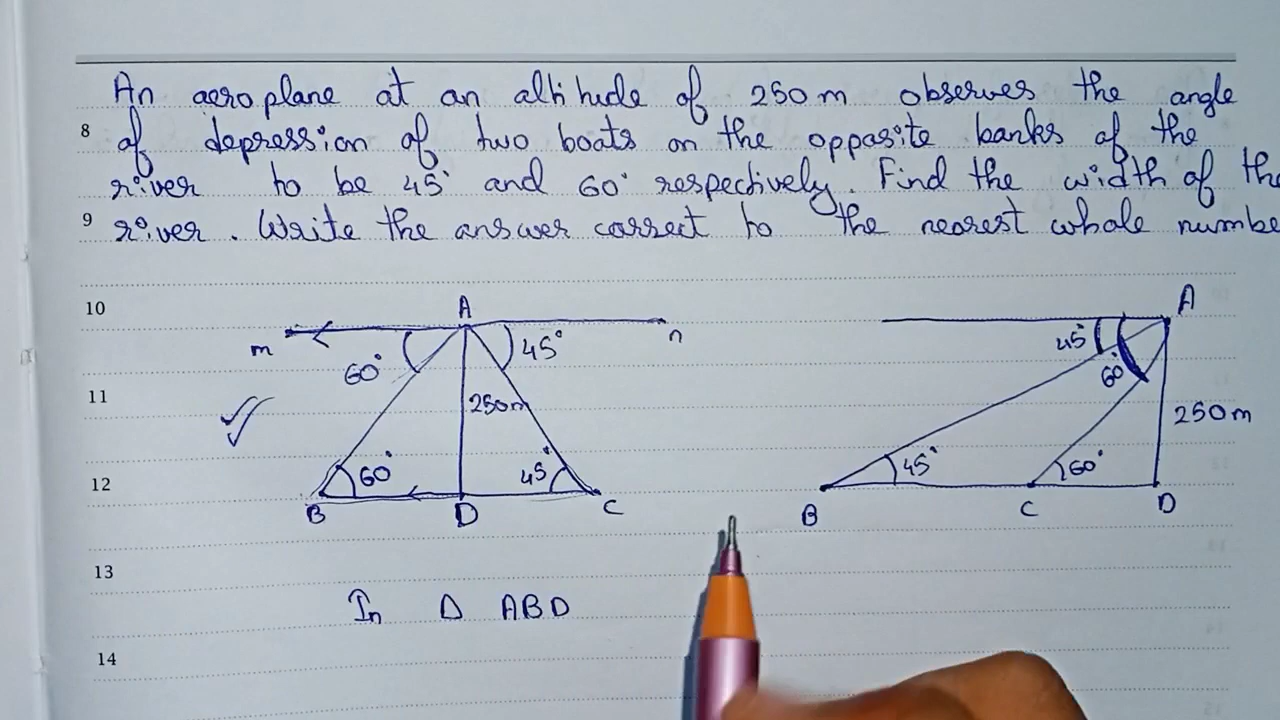 An aeroplane at an altitude of 250m observes the angle
8
of depression of two boats on the opposite banks of the
river to be 45° and 60° respectively. Find the width of the
9
river. Write the answer correct to the nearest whole numbe
10
A
A
m
n
60°
45°
45°
60°
11
250m
250m
12
60°
45°
45°
60°
B
D
C
B
C
D
13
In Δ ABD
14